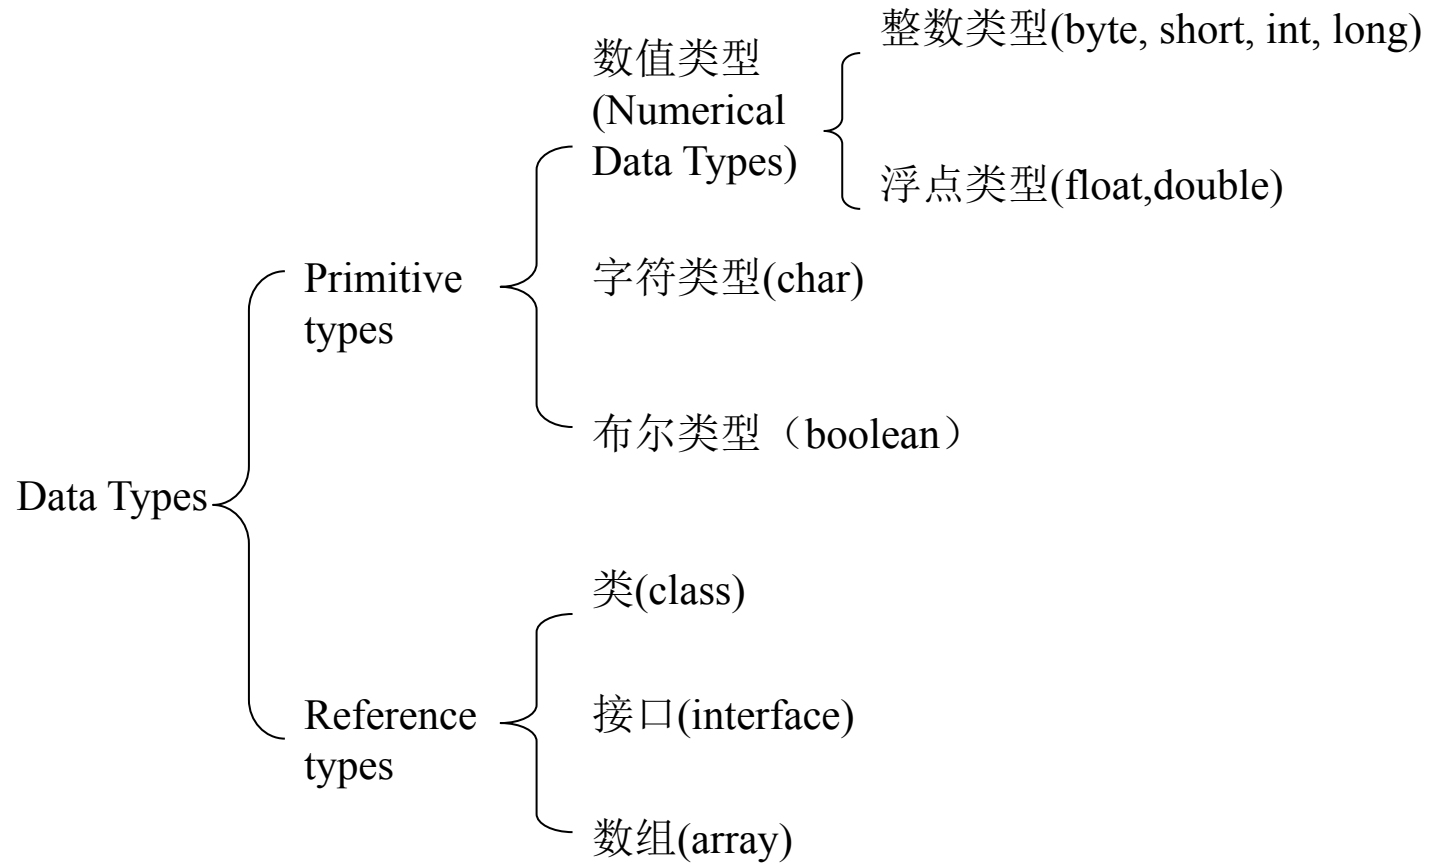 数值类型
(Numerical
Data Types)
整数类型(byte, short, int, long)
浮点类型(float,double)
Primitive
types
字符类型(char)
布尔类型（boolean）
Data Types
类(class)
Reference
types
接口(interface)
数组(array)